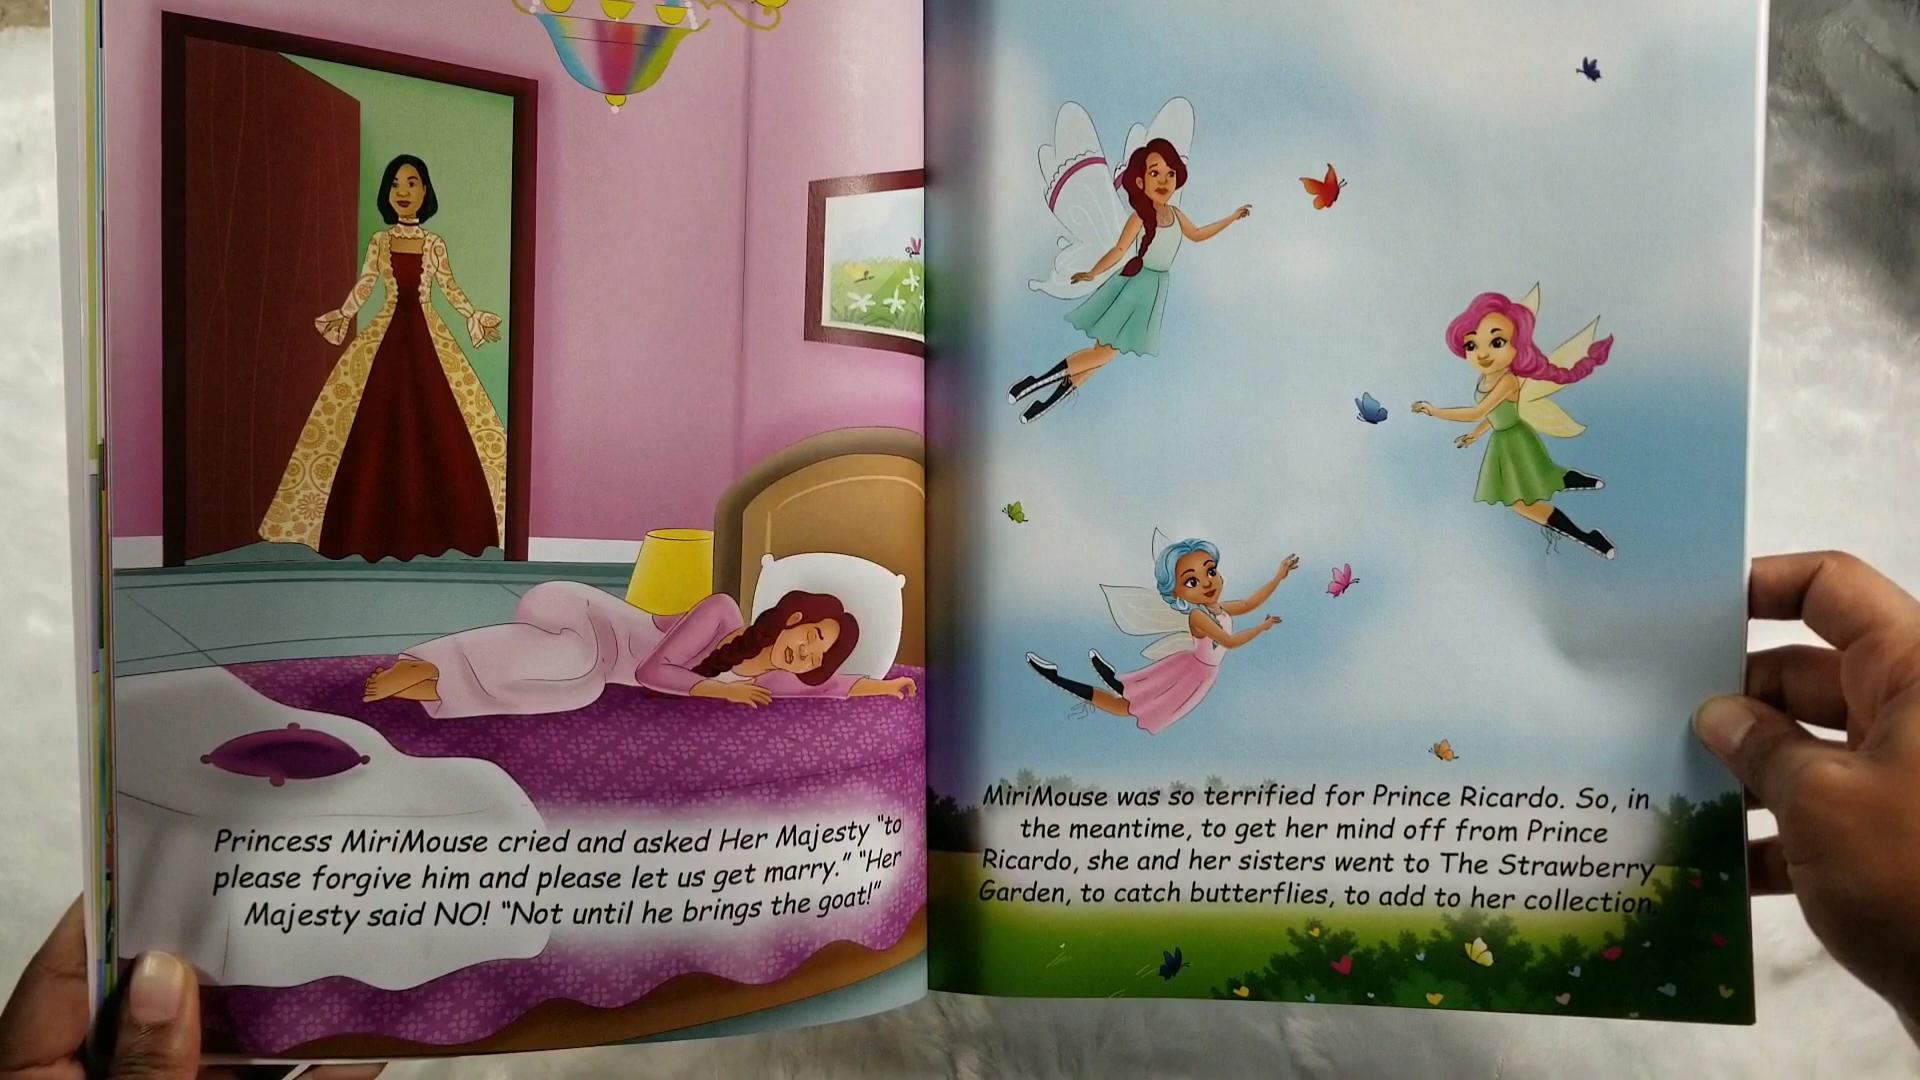 Princess MiriMouse cried and asked Her Majesty "to
please forgive him and please let us get marry." "Her
Majesty said NO! "Not until he brings the goat!"
MiriMouse was so terrified for Prince Ricardo. So, in
the meantime, to get her mind off from Prince
Ricardo, she and her sisters went to The Strawberry
Garden, to catch butterflies, to add to her collection.